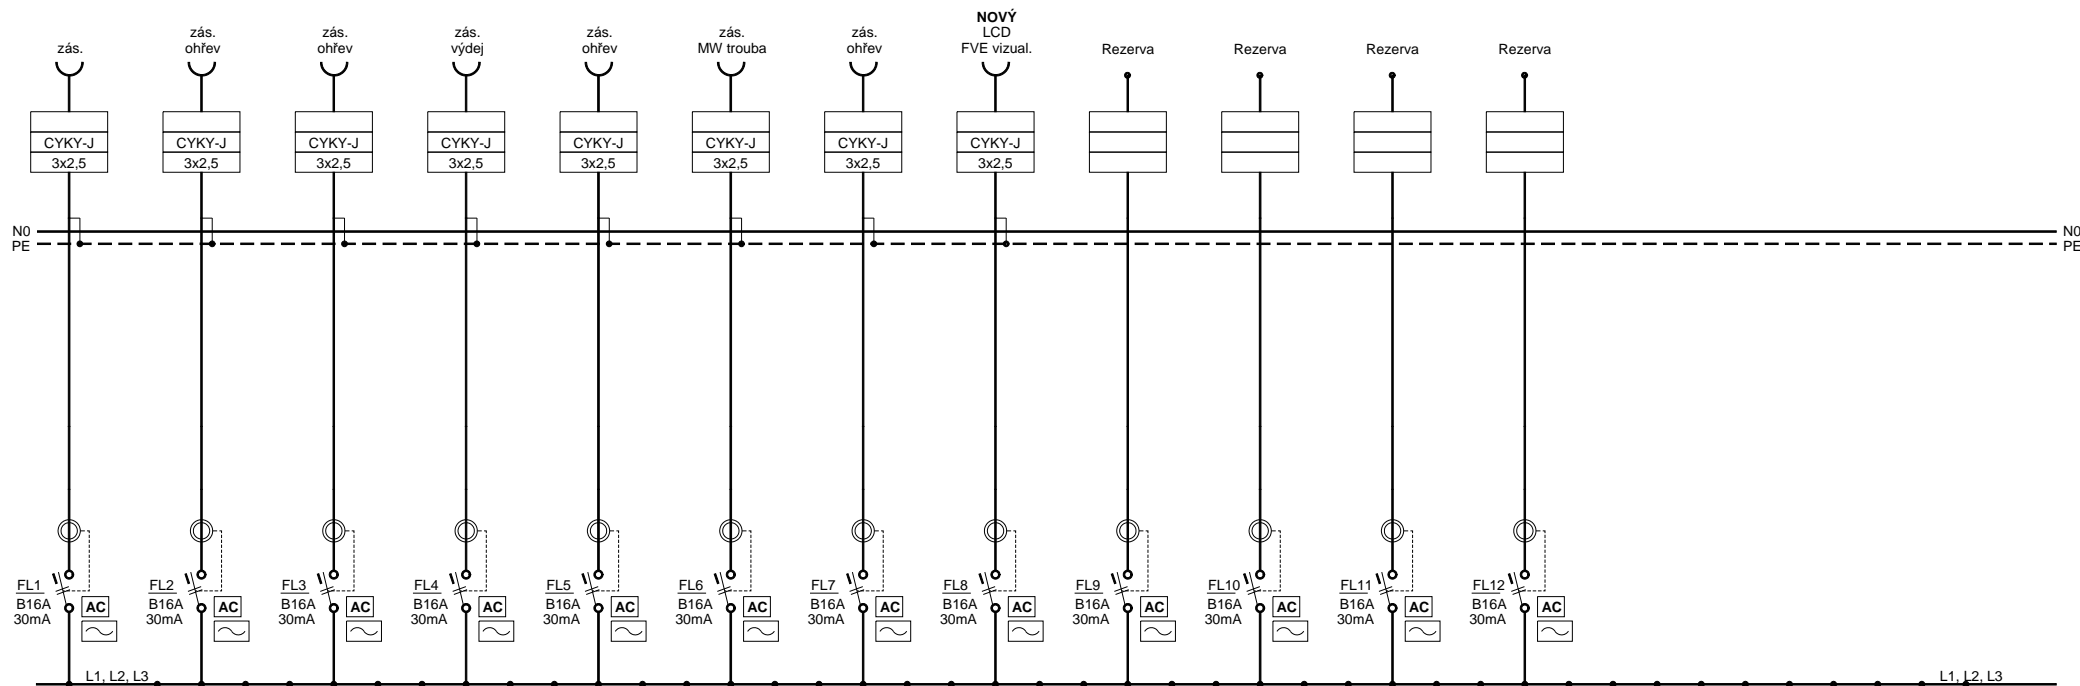 zás.
zás.
ohřev
zás.
ohřev
zás.
výdej
zás.
ohřev
zás.
MW trouba
zás.
ohřev
NOVÝ
LCD
FVE vizual.
Rezerva
Rezerva
Rezerva
Rezerva
CYKY-J
3x2,5
CYKY-J
3x2,5
CYKY-J
3x2,5
CYKY-J
3x2,5
CYKY-J
3x2,5
CYKY-J
3x2,5
CYKY-J
3x2,5
CYKY-J
3x2,5
N0
PE
N0
PE
FL1
B16A
30mA
AC
FL2
B16A
30mA
AC
FL3
B16A
30mA
AC
FL4
B16A
30mA
AC
FL5
B16A
30mA
AC
FL6
B16A
30mA
AC
FL7
B16A
30mA
AC
FL8
B16A
30mA
AC
FL9
B16A
30mA
AC
FL10
B16A
30mA
AC
FL11
B16A
30mA
AC
FL12
B16A
30mA
AC
L1, L2, L3
L1, L2, L3